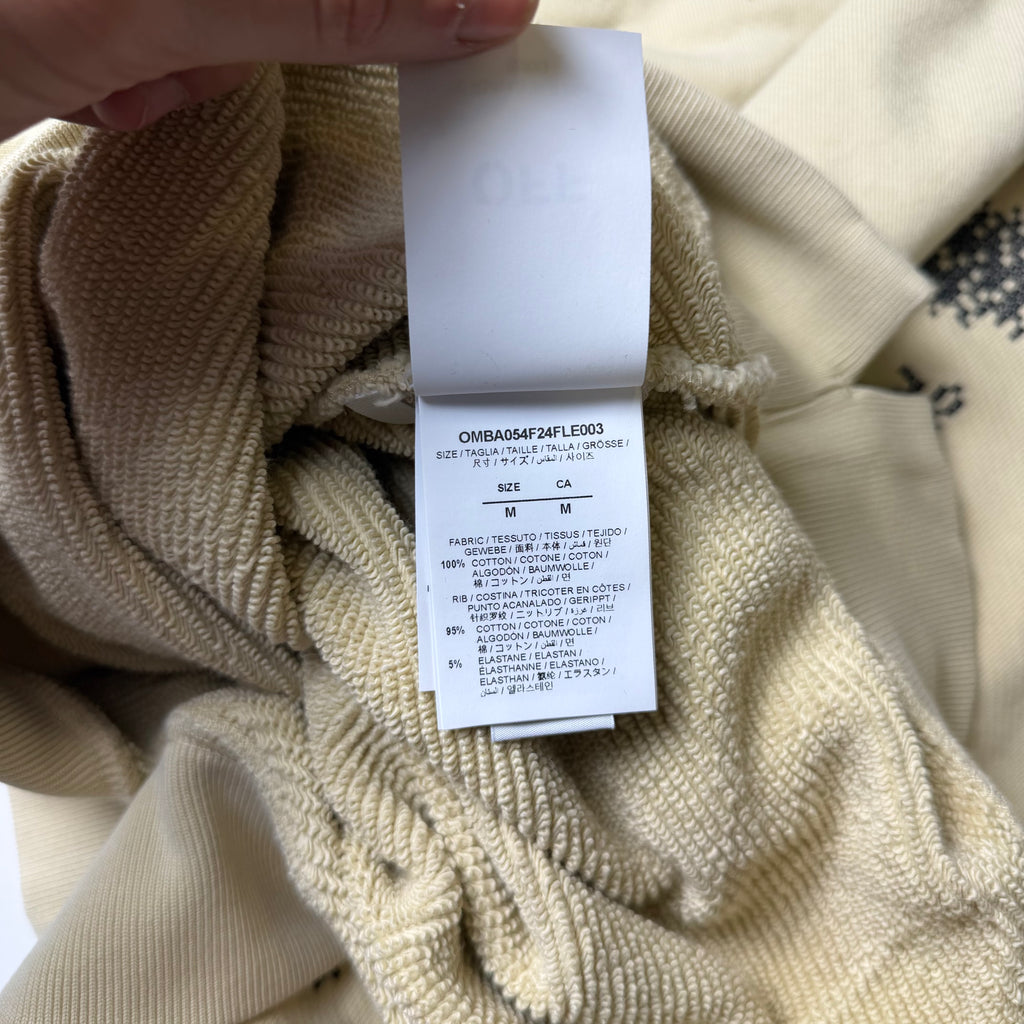 OFF
OMBA054F24FLE003
SIZE / TAGLIA / TAILLE / TALLA / GRÖSSE /
尺寸 / サイズ / المقاس / 사이즈
SIZE CA
M M
FABRIC / TESSUTO / TISSUS / TEJIDO /
GEWEBE / 面料 / 本体 / قماش / 원단
100% COTTON / COTONE / COTON /
ALGODÓN / BAUMWOLLE /
棉 / コットン / القطن / 면
RIB / COSTINA / TRICOTER EN CÔTES /
PUNTO ACANALADO / GERIPPT /
针织罗纹 / ニットリブ / غرزة / 리브
95% COTTON / COTONE / COTON /
ALGODÓN / BAUMWOLLE /
棉 / コットン / القطن / 면
5% ELASTANE / ELASTAN /
ÉLASTHANNE / ELASTANO /
ELASTHAN / 氨纶 / エラスタン /
/ 엘라스테인